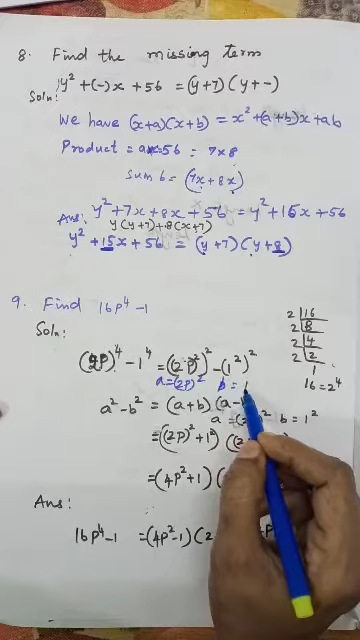 8. Find the missing term
y² + (-)x + 56 = (y+7)(y+-)
Soln:
We have (x+a)(x+b) = x² + (a+b)x + ab
Product = 56 = 7x8
sum b = (7x + 8x)
Ans: y² + 7x + 8x + 56 = y² + 15x + 56
y(y+7)+8(x+7)
y² + 15x + 56 = (y+7)(y+8)
9. Find 16p⁴ - 1
Soln:
2 16
2 8
2 4
2 2
1
16 = 2⁴
(2p)⁴ - 1⁴ = ((2p)²)² - (1²)²
a = (2p)² b = 1
a² - b² = (a+b)(a-
b = 1²
= ((2p)² + 1²)
= (4p² + 1)
Ans:
16p⁴-1 = (4p²-1)(2